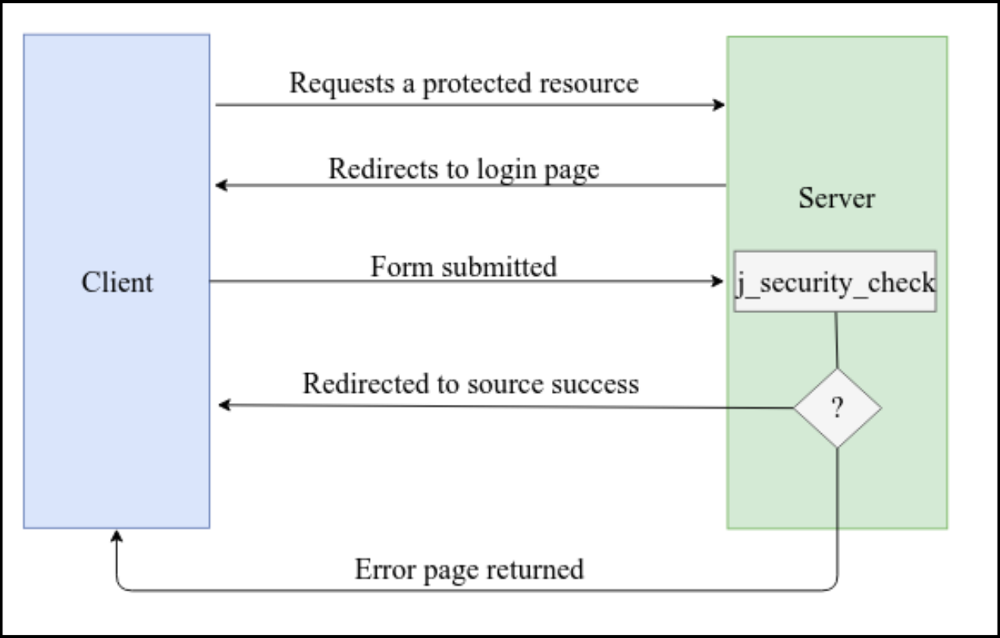 Requests a protected resource
Redirects to login page
Server
Form submitted
Client
j_security_check
Redirected to source success
?
Error page returned